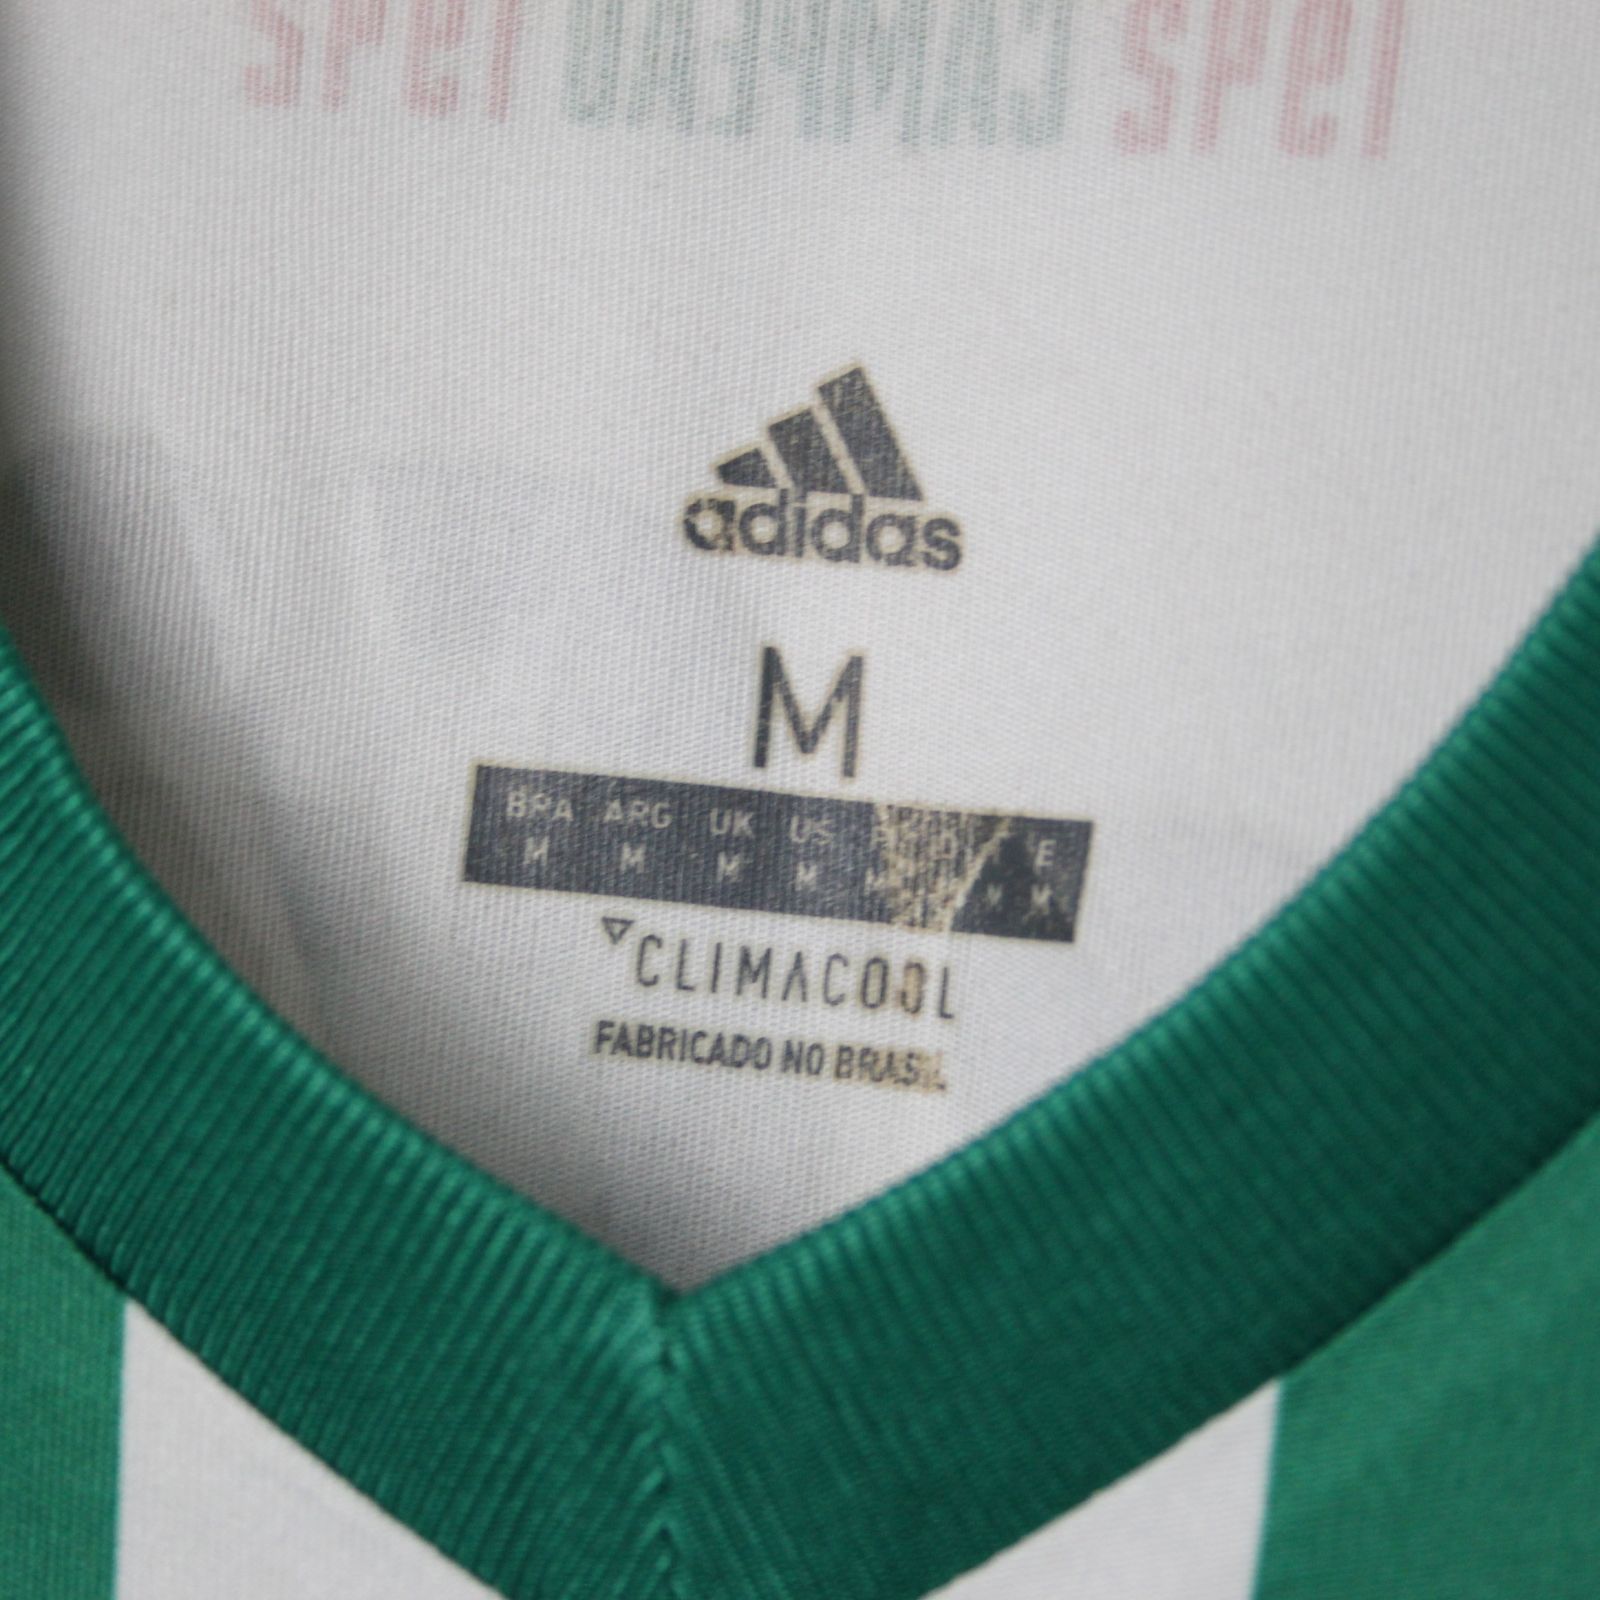 adidas
M
BRA ARG UK US E
M M M M M M M
CLIMACOOL
FABRICADO NO BRASIL